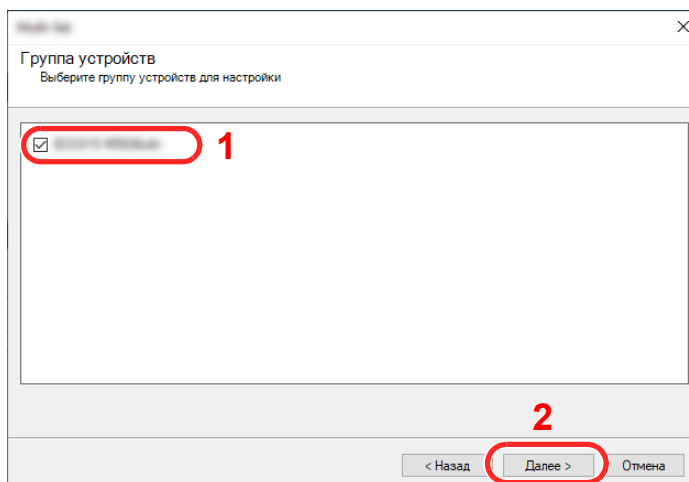 Группа устройств
Выберите группу устройств для настройки
1
2
< Назад
Далее >
Отмена